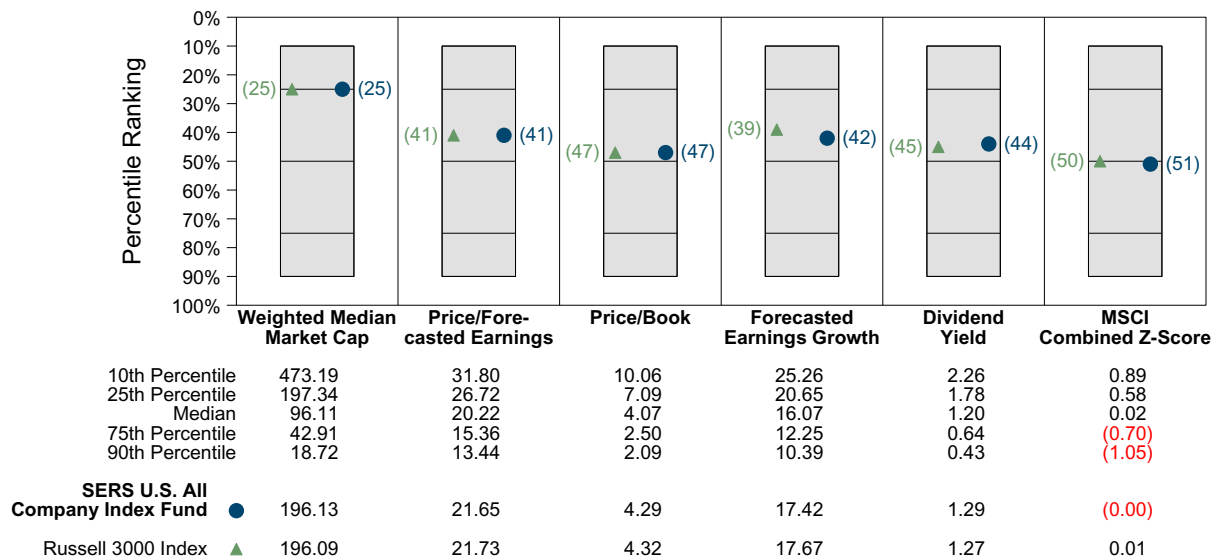 Percentile Ranking
0%
10%
20%
30%
40%
50%
60%
70%
80%
90%
100%
(25) (25)
(41) (41)
(47) (47)
(39) (42)
(45) (44)
(50) (51)
Weighted Median Price/Fore- Price/Book Forecasted Dividend MSCI
Market Cap casted Earnings Earnings Growth Yield Combined Z-Score
10th Percentile 473.19 31.80 10.06 25.26 2.26 0.89
25th Percentile 197.34 26.72 7.09 20.65 1.78 0.58
Median 96.11 20.22 4.07 16.07 1.20 0.02
75th Percentile 42.91 15.36 2.50 12.25 0.64 (0.70)
90th Percentile 18.72 13.44 2.09 10.39 0.43 (1.05)
SERS U.S. All
Company Index Fund 196.13 21.65 4.29 17.42 1.29 (0.00)
Russell 3000 Index 196.09 21.73 4.32 17.67 1.27 0.01